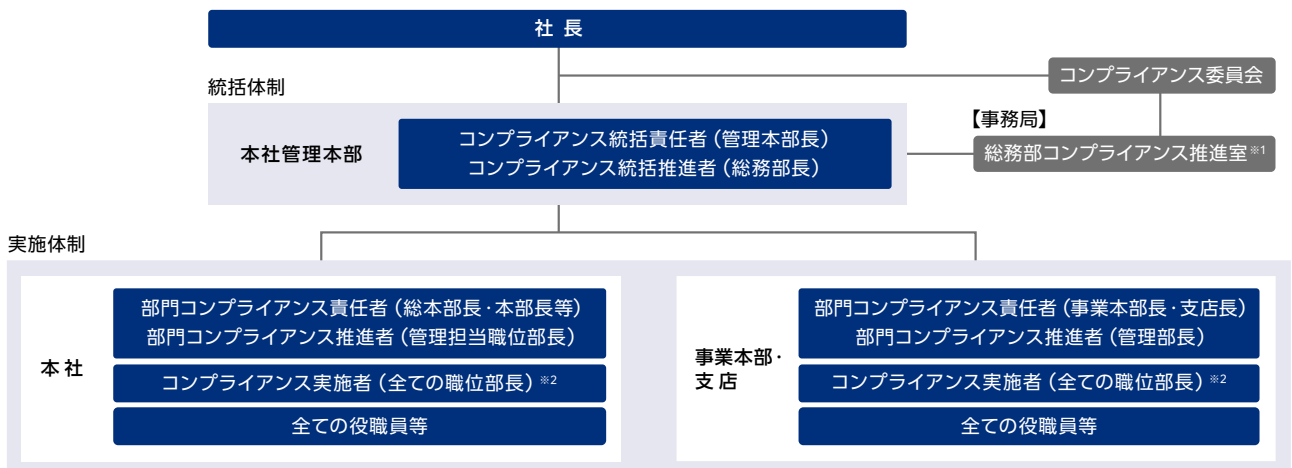 社 長
コンプライアンス委員会
統括体制
【事務局】
本社管理本部
コンプライアンス統括責任者（管理本部長）
コンプライアンス統括推進者（総務部長）
総務部コンプライアンス推進室※1
実施体制
本 社
部門コンプライアンス責任者（総本部長・本部長等）
部門コンプライアンス推進者（管理担当職位部長）
コンプライアンス実施者（全ての職位部長）※2
全ての役職員等
事業本部・
支 店
部門コンプライアンス責任者（事業本部長・支店長）
部門コンプライアンス推進者（管理部長）
コンプライアンス実施者（全ての職位部長）※2
全ての役職員等